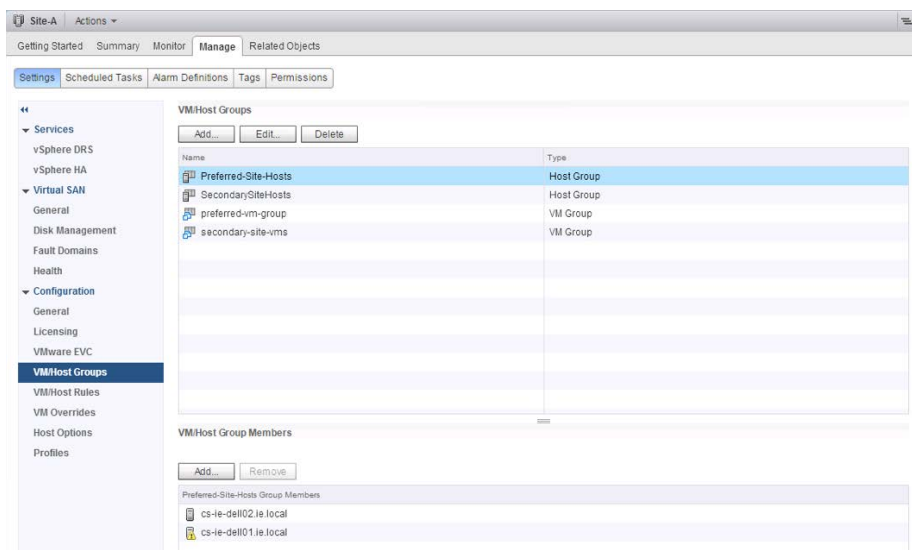 Site-A Actions
Getting Started Summary Monitor Manage Related Objects
Settings Scheduled Tasks Alarm Definitions Tags Permissions
Services
vSphere DRS
vSphere HA
Virtual SAN
General
Disk Management
Fault Domains
Health
Configuration
General
Licensing
VMware EVC
VM/Host Groups
VM/Host Rules
VM Overrides
Host Options
Profiles
VM/Host Groups
Add... Edit... Delete
Name Type
Preferred-Site-Hosts Host Group
SecondarySiteHosts Host Group
preferred-vm-group VM Group
secondary-site-vms VM Group
VM/Host Group Members
Add... Remove
Preferred-Site-Hosts Group Members
cs-ie-dell02.ie.local
cs-ie-dell01.ie.local